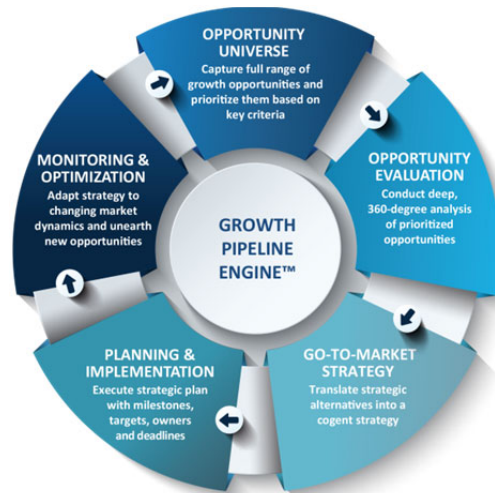 OPPORTUNITY
UNIVERSE
Capture full range of
growth opportunities and
prioritize them based on
key criteria
OPPORTUNITY
EVALUATION
Conduct deep,
360-degree analysis
of prioritized
opportunities
GO-TO-MARKET
STRATEGY
Translate strategic
alternatives into a
cogent strategy
PLANNING &
IMPLEMENTATION
Execute strategic plan
with milestones,
targets, owners
and deadlines
MONITORING &
OPTIMIZATION
Adapt strategy to
changing market
dynamics and unearth
new opportunities
GROWTH
PIPELINE
ENGINE™